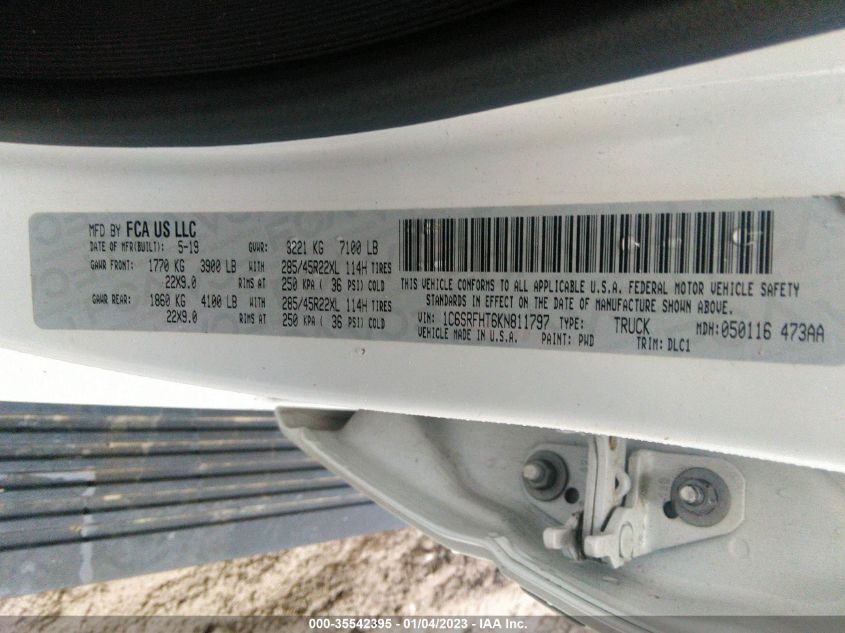 MFD BY FCA US LLC
DATE OF MFR(BUILT): 5-19 GVWR: 3221 KG 7100 LB
GAWR FRONT: 1770 KG 3900 LB WITH 285/45R22XL 114H TIRES
22X9.0 RIMS AT 250 KPA ( 36 PSI) COLD
GAWR REAR: 1860 KG 4100 LB WITH 285/45R22XL 114H TIRES
22X9.0 RIMS AT 250 KPA ( 36 PSI) COLD
THIS VEHICLE CONFORMS TO ALL APPLICABLE U.S.A. FEDERAL MOTOR VEHICLE SAFETY
STANDARDS IN EFFECT ON THE DATE OF MANUFACTURE SHOWN ABOVE.
VIN: 1C6SRFHT6KN811797 TYPE: TRUCK MDH: 050116 473AA
VEHICLE MADE IN U.S.A. PAINT: PWD TRIM: DLC1
000-35542395 - 01/04/2023 - IAA Inc.